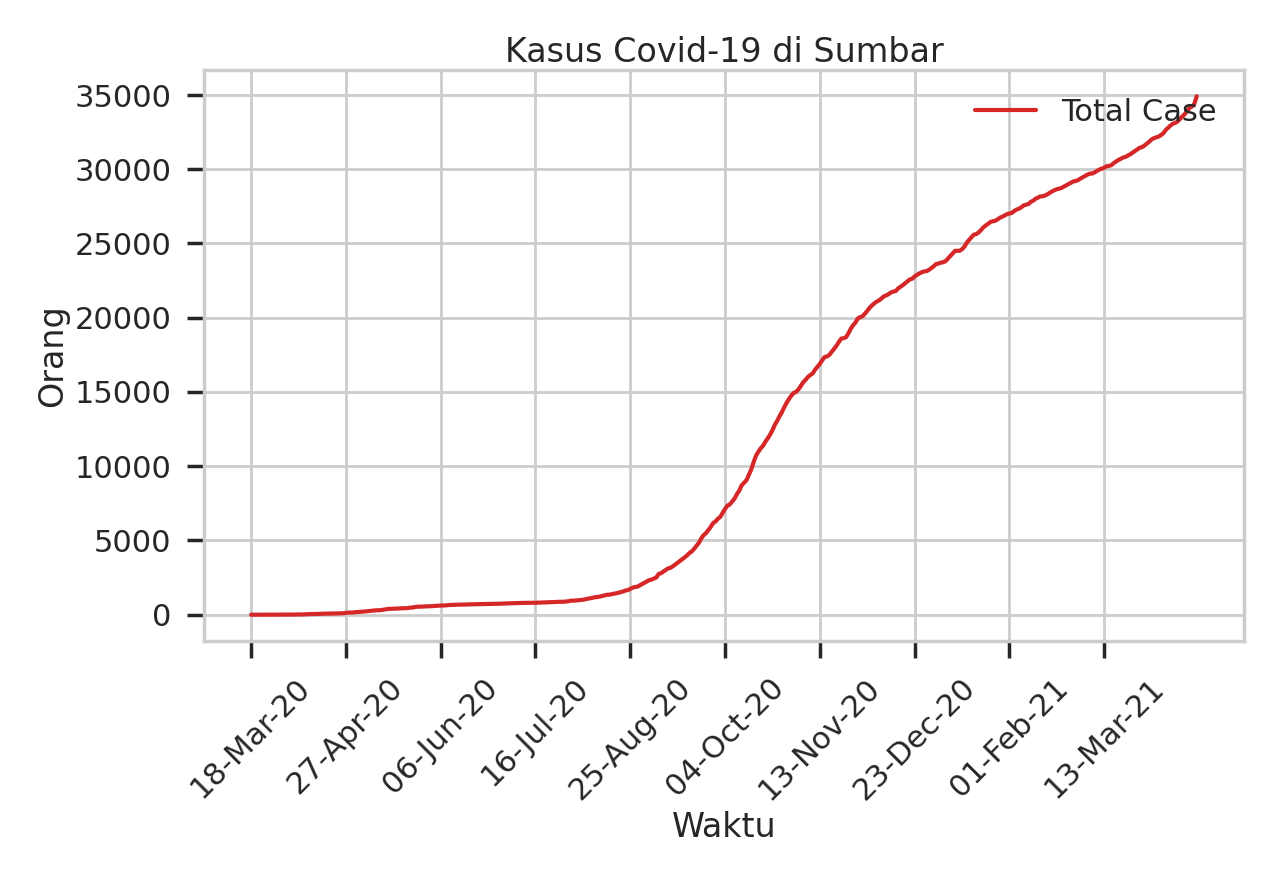 Kasus Covid-19 di Sumbar
Total Case
Orang
35000
30000
25000
20000
15000
10000
5000
0
18-Mar-20
27-Apr-20
06-Jun-20
16-Jul-20
25-Aug-20
04-Oct-20
13-Nov-20
23-Dec-20
01-Feb-21
13-Mar-21
Waktu